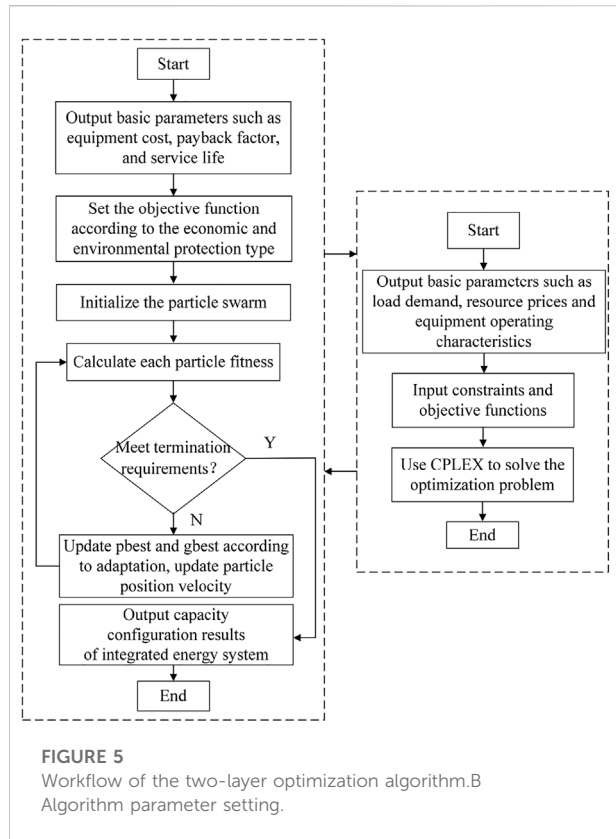 Start
Output basic parameters such as
equipment cost, payback factor,
and service life
Set the objective function
according to the economic and
environmental protection type
Initialize the particle swarm
Calculate each particle fitness
Meet termination
requirements?
Y
N
Update pbest and gbest according
to adaptation, update particle
position velocity
Output capacity
configuration results
of integrated energy system
End
Start
Output basic parameters such as
load demand, resource prices and
equipment operating
characteristics
Input constraints and
objective functions
Use CPLEX to solve the
optimization problem
End
FIGURE 5
Workflow of the two-layer optimization algorithm.B
Algorithm parameter setting.